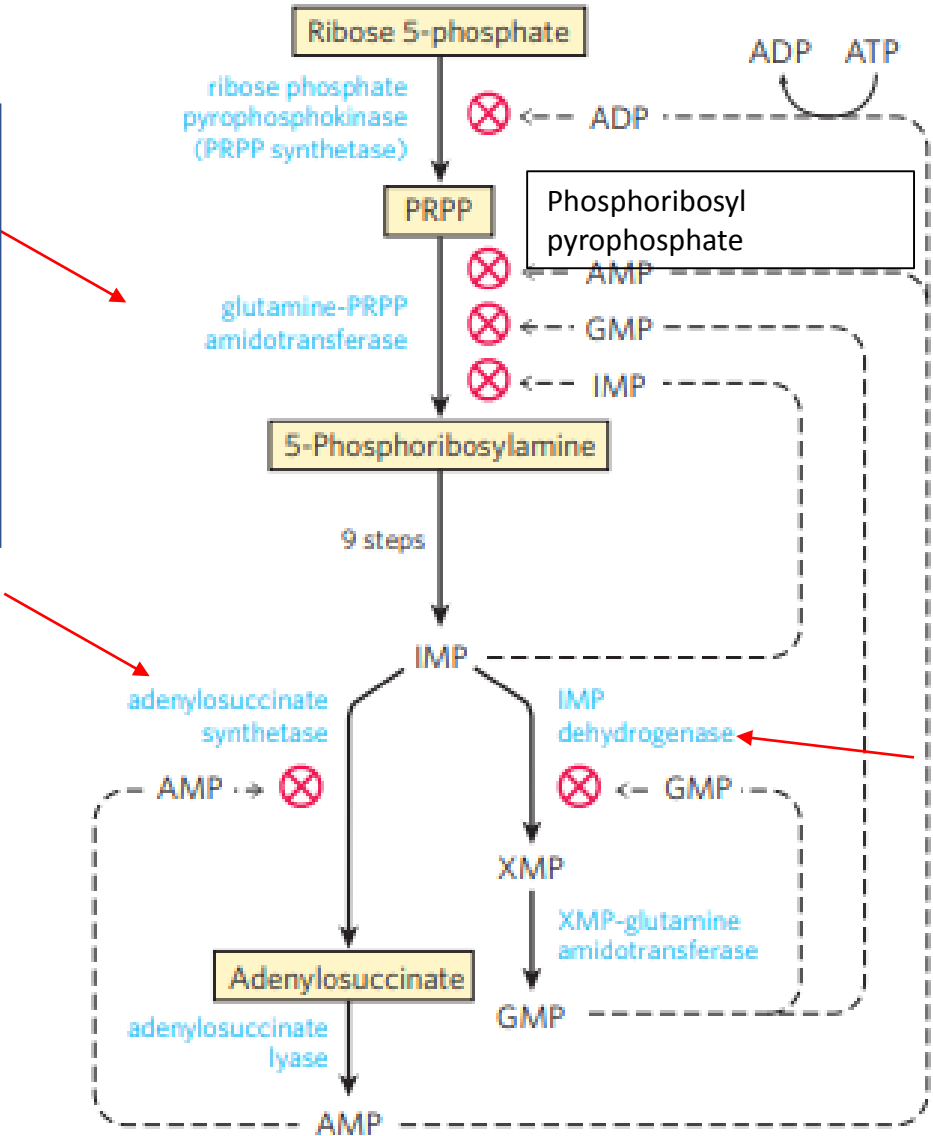 Ribose 5-phosphate
ADP ATP
ribose phosphate
pyrophosphokinase
(PRPP synthetase)
ADP
PRPP
Phosphoribosyl
pyrophosphate
AMP
glutamine-PRPP
amidotransferase
GMP
IMP
5-Phosphoribosylamine
9 steps
IMP
adenylosuccinate
synthetase
IMP
dehydrogenase
AMP
GMP
XMP
XMP-glutamine
amidotransferase
Adenylosuccinate
GMP
adenylosuccinate
lyase
AMP